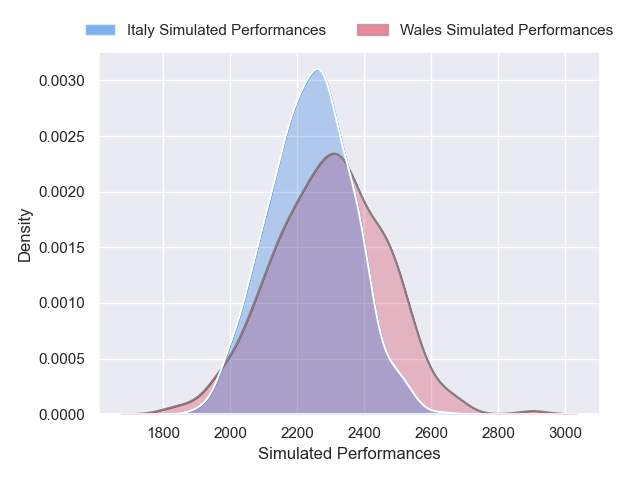 Italy Simulated Performances
Wales Simulated Performances
0.0030
0.0025
0.0020
0.0015
0.0010
0.0005
0.0000
Density
1800 2000 2200 2400 2600 2800 3000
Simulated Performances